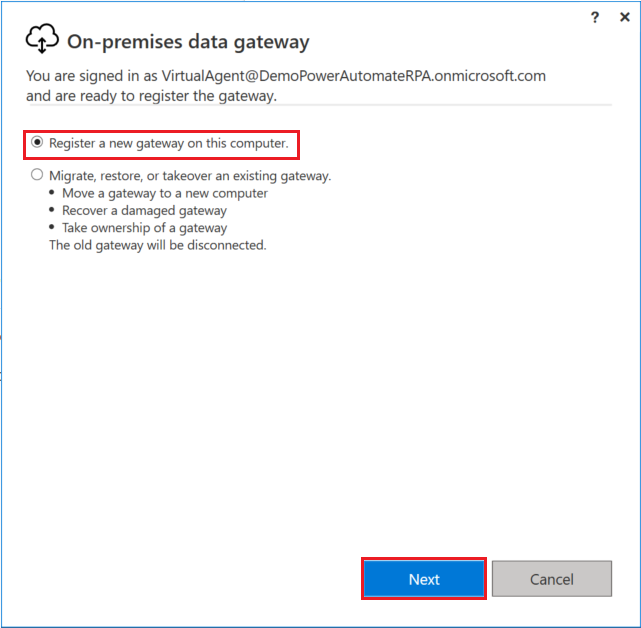 ? ×
On-premises data gateway
You are signed in as VirtualAgent@DemoPowerAutomateRPA.onmicrosoft.com
and are ready to register the gateway.
Register a new gateway on this computer.
Migrate, restore, or takeover an existing gateway.
• Move a gateway to a new computer
• Recover a damaged gateway
• Take ownership of a gateway
The old gateway will be disconnected.
Next Cancel